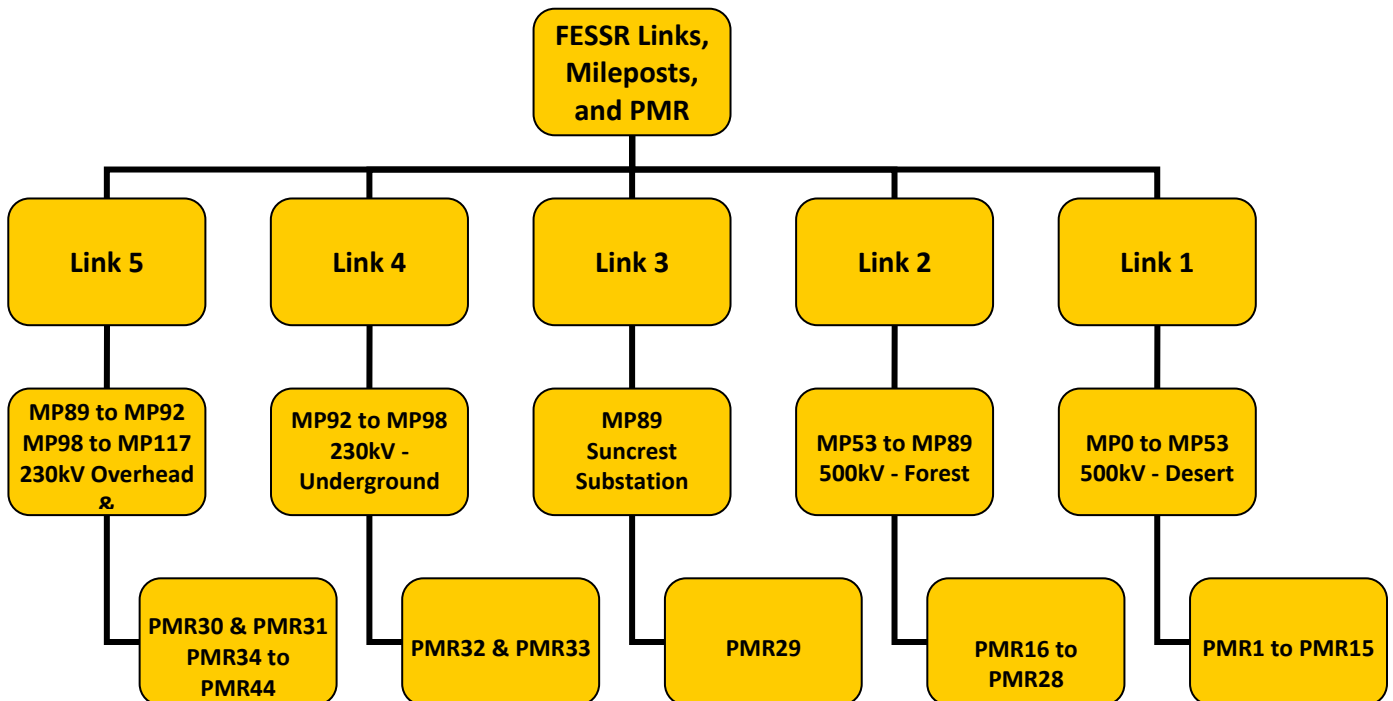 FESSR Links,
Mileposts,
and PMR
Link 5
Link 4
Link 3
Link 2
Link 1
MP89 to MP92
MP98 to MP117
230kV Overhead
&
MP92 to MP98
230kV -
Underground
MP89
Suncrest
Substation
MP53 to MP89
500kV - Forest
MP0 to MP53
500kV - Desert
PMR30 & PMR31
PMR34 to
PMR44
PMR32 & PMR33
PMR29
PMR16 to
PMR28
PMR1 to PMR15